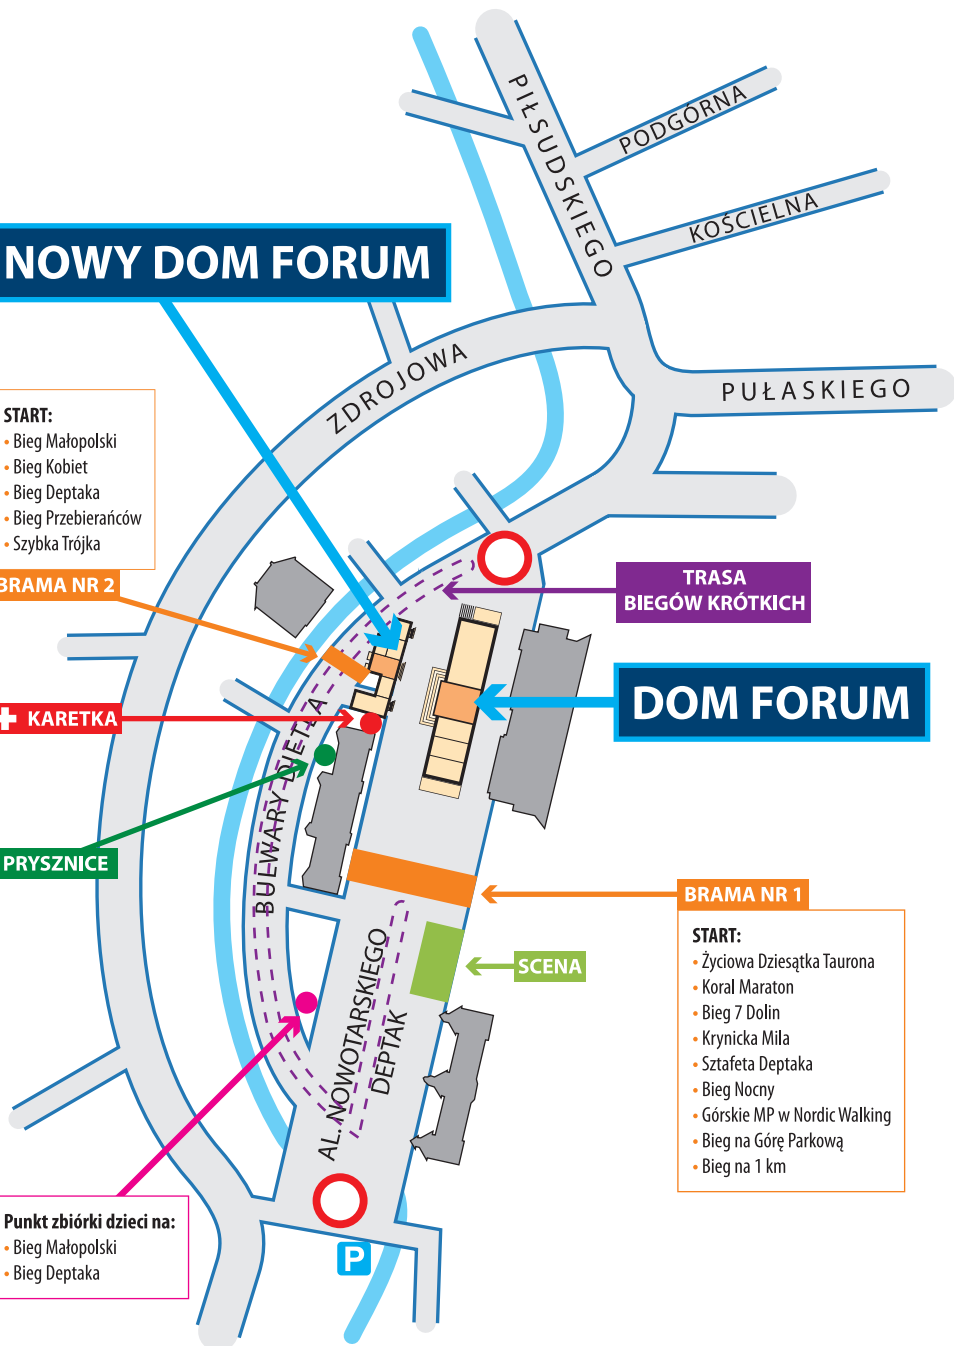 PIŁSUDSKIEGO
PODGÓRNA
KOŚCIELNA
NOWY DOM FORUM
ZDROJOWA
PUŁASKIEGO
START:
• Bieg Małopolski
• Bieg Kobiet
• Bieg Deptaka
• Bieg Przebierańców
• Szybka Trójka
BRAMA NR 2
TRASA
BIEGÓW KRÓTKICH
DOM FORUM
KARETKA
BULWARY DIETLA
PRYSZNICE
BRAMA NR 1
START:
• Życiowa Dziesątka Taurona
• Koral Maraton
• Bieg 7 Dolin
• Krynicka Mila
• Sztafeta Deptaka
• Bieg Nocny
• Górskie MP w Nordic Walking
• Bieg na Górę Parkową
• Bieg na 1 km
SCENA
AL. NOWOTARSKIEGO
DEPTAK
Punkt zbiórki dzieci na:
• Bieg Małopolski
• Bieg Deptaka
P